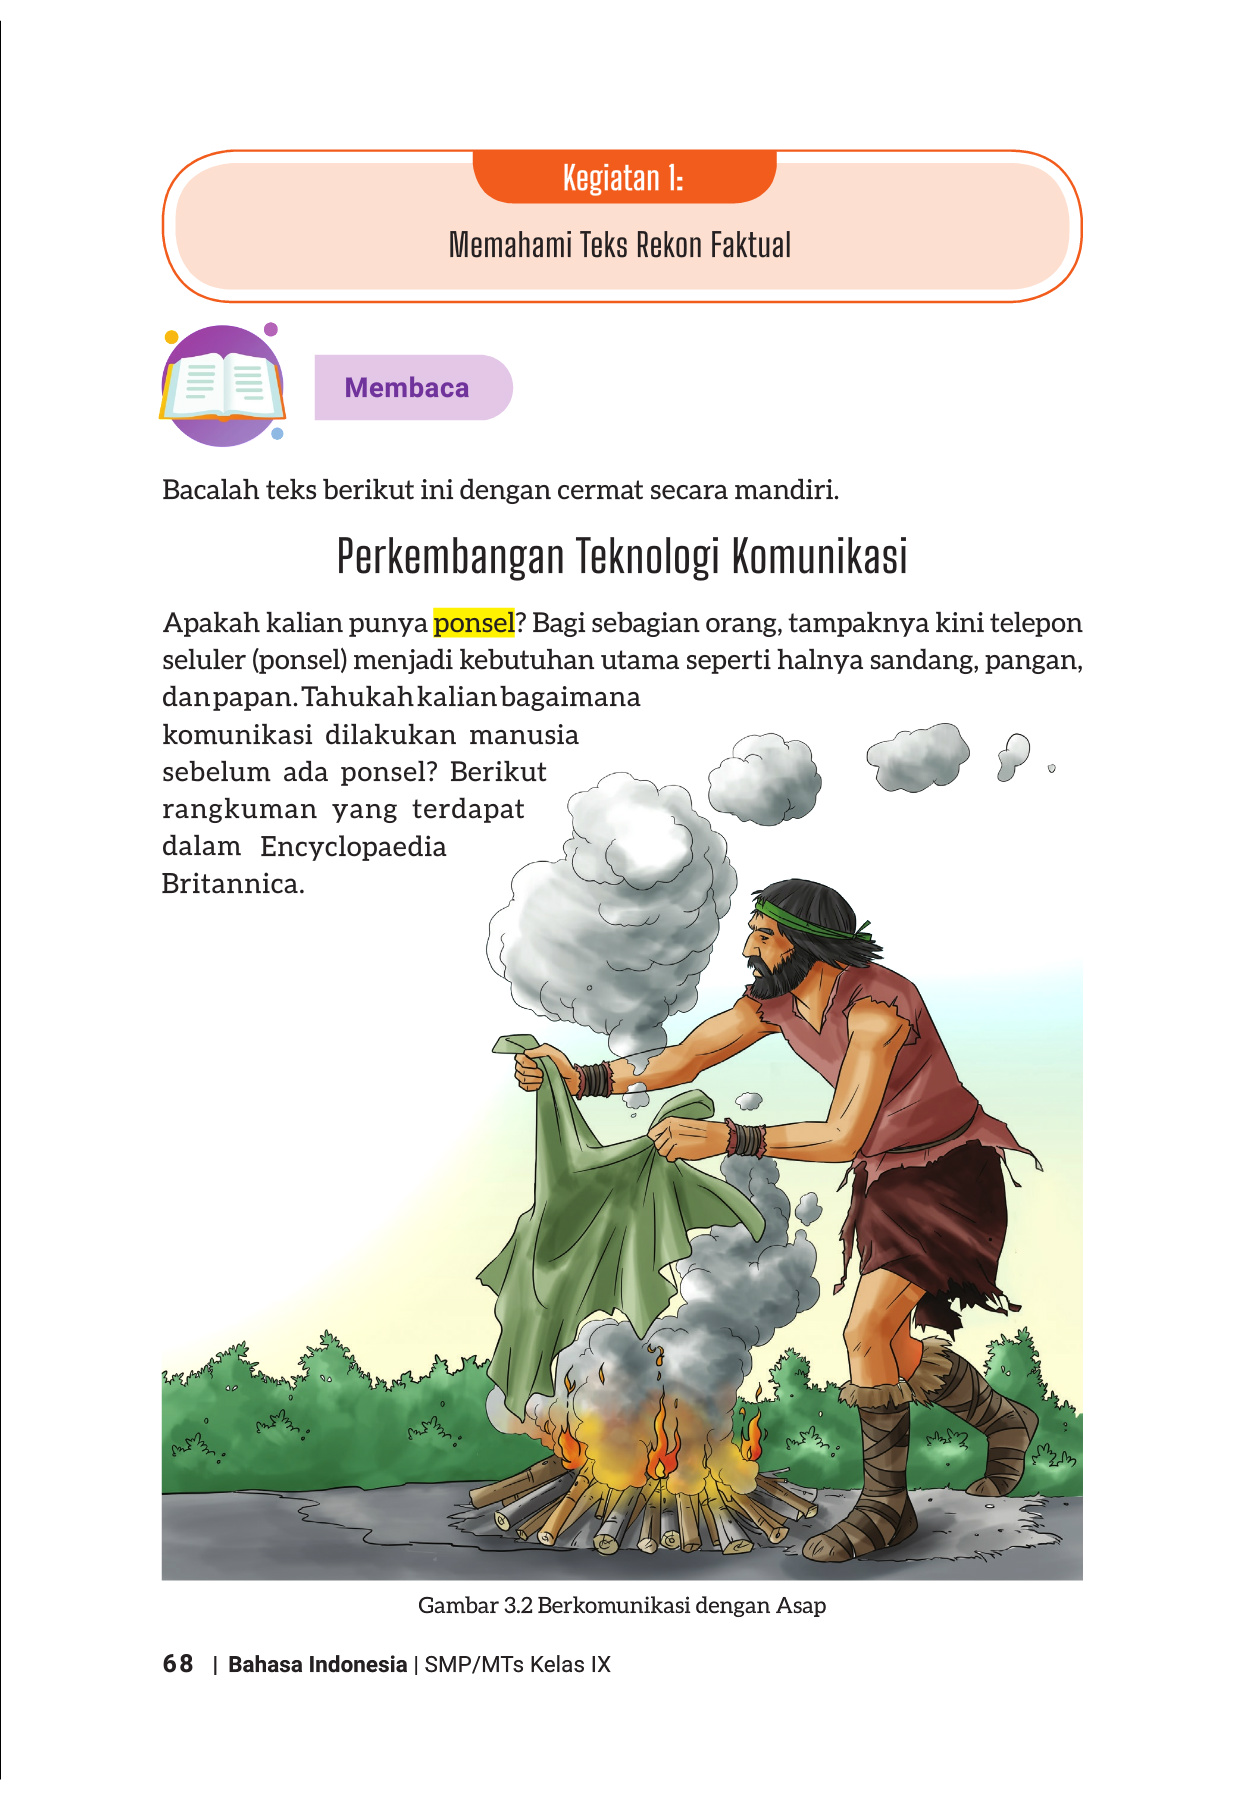 Kegiatan 1:
Memahami Teks Rekon Faktual
Membaca
Bacalah teks berikut ini dengan cermat secara mandiri.
Perkembangan Teknologi Komunikasi
Apakah kalian punya ponsel? Bagi sebagian orang, tampaknya kini telepon
seluler (ponsel) menjadi kebutuhan utama seperti halnya sandang, pangan,
dan papan. Tahukah kalian bagaimana
komunikasi dilakukan manusia
sebelum ada ponsel? Berikut
rangkuman yang terdapat
dalam Encyclopaedia
Britannica.
Gambar 3.2 Berkomunikasi dengan Asap
68 | Bahasa Indonesia | SMP/MTs Kelas IX